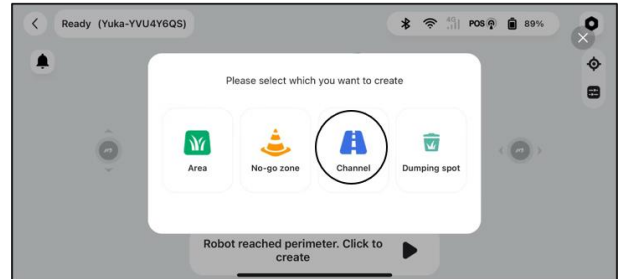 Ready (Yuka-YVU4Y6QS)
4G
POS
89%
Please select which you want to create
Area
No-go zone
Channel
Dumping spot
Robot reached perimeter. Click to
create